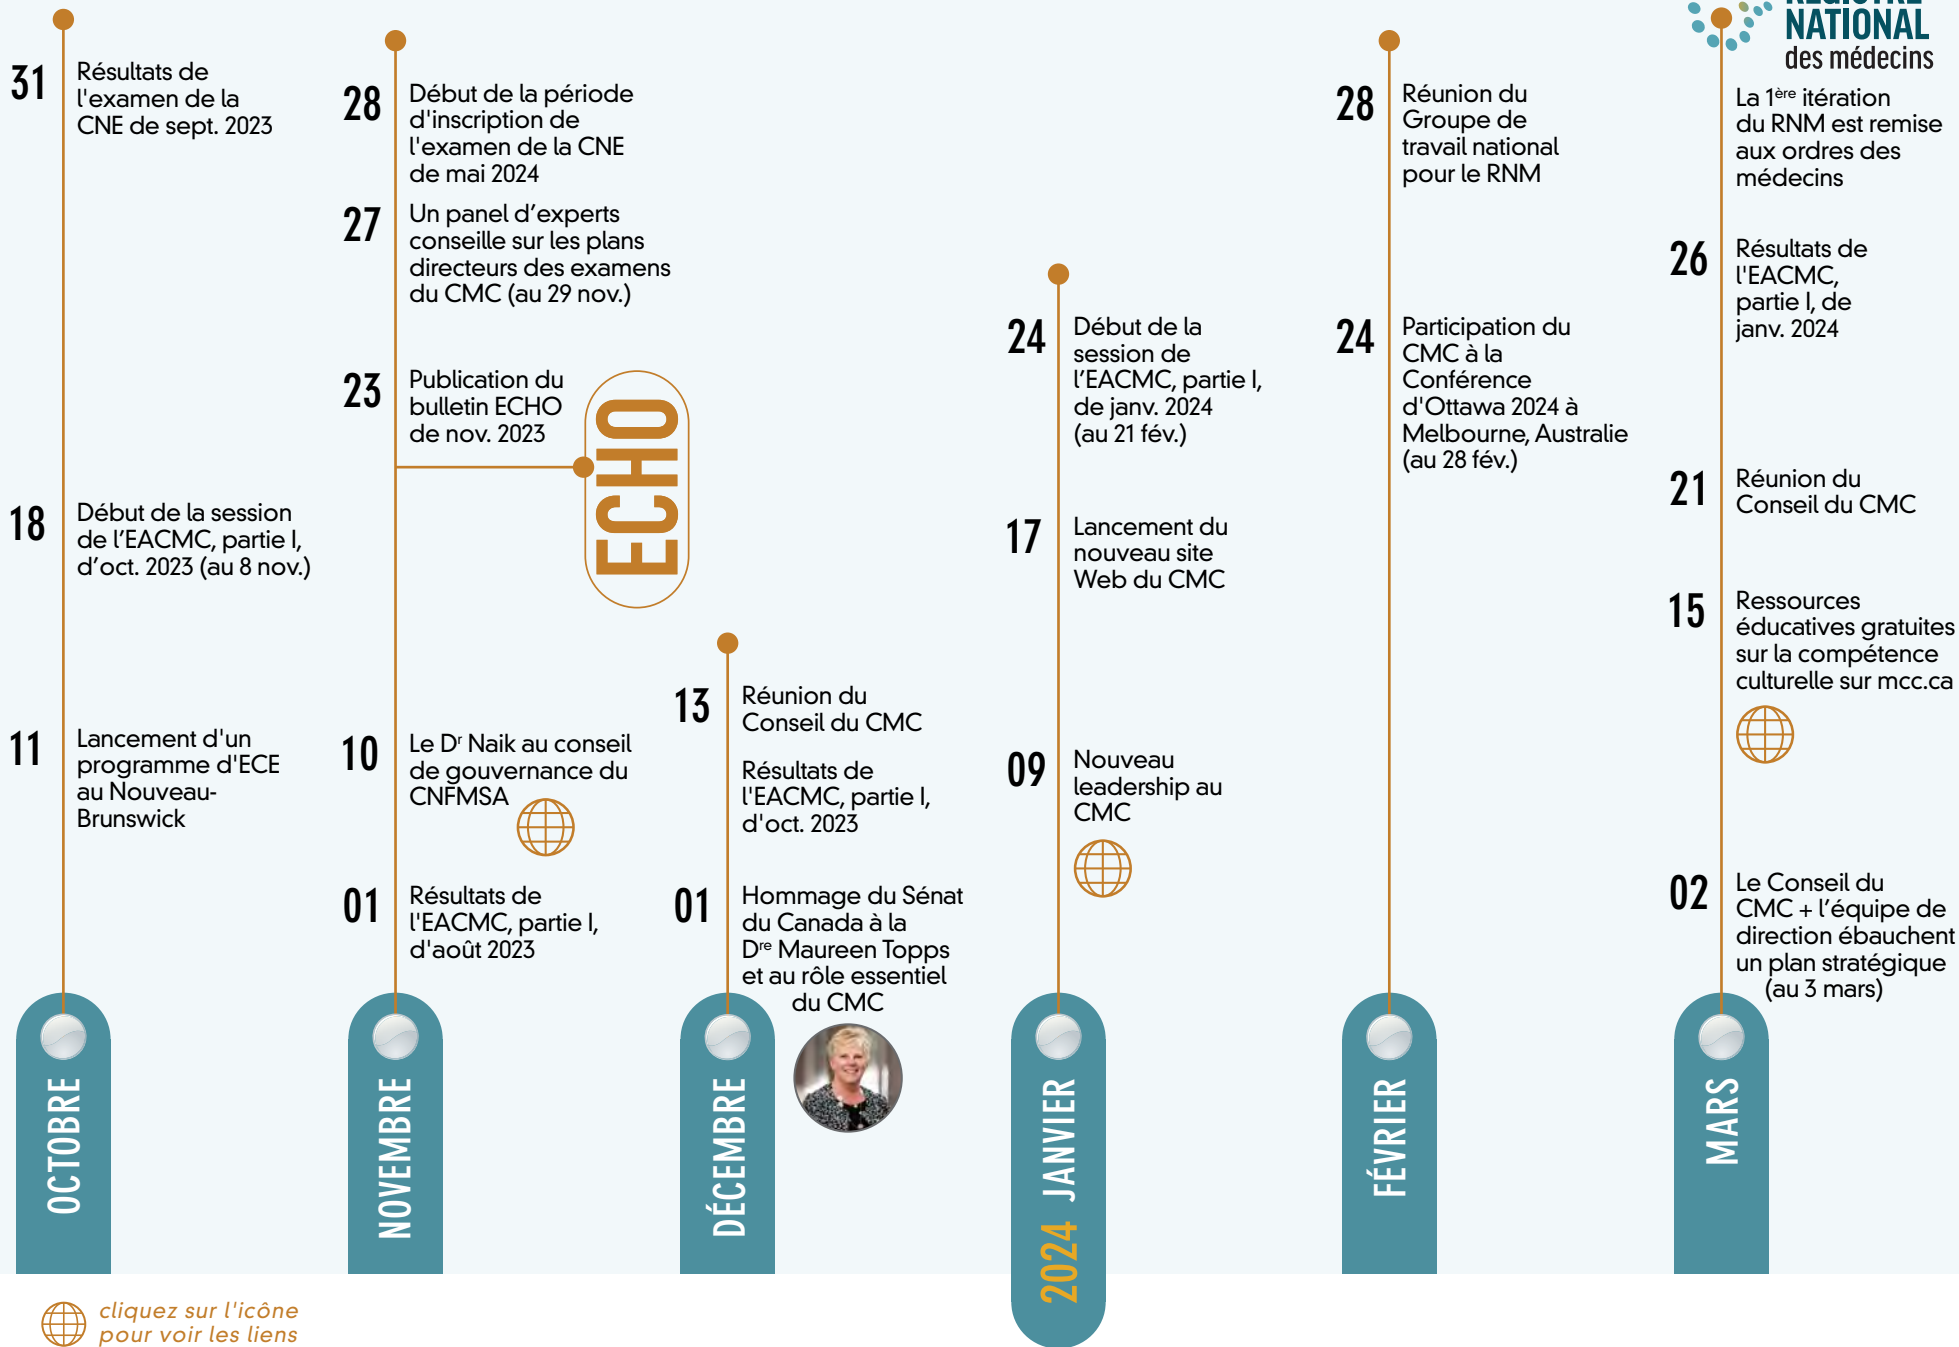 31
Résultats de
l'examen de la
CNE de sept. 2023
18
Début de la session
de l’EACMC, partie I,
d’oct. 2023 (au 8 nov.)
11
Lancement d'un
programme d'ECE
au Nouveau-
Brunswick
OCTOBRE
28
Début de la période
d'inscription de
l'examen de la CNE
de mai 2024
27
Un panel d’experts
conseille sur les plans
directeurs des examens
du CMC (au 29 nov.)
23
Publication du
bulletin ECHO
de nov. 2023
ECHO
10
Le Dr Naik au conseil
de gouvernance du
CNFMSA
01
Résultats de
l'EACMC, partie I,
d'août 2023
NOVEMBRE
13
Réunion du
Conseil du CMC
Résultats de
l'EACMC, partie I,
d'oct. 2023
01
Hommage du Sénat
du Canada à la
Dre Maureen Topps
et au rôle essentiel
du CMC
DÉCEMBRE
24
Début de la
session de
l’EACMC, partie I,
de janv. 2024
(au 21 fév.)
17
Lancement du
nouveau site
Web du CMC
09
Nouveau
leadership au
CMC
2024 JANVIER
28
Réunion du
Groupe de
travail national
pour le RNM
24
Participation du
CMC à la
Conférence
d'Ottawa 2024 à
Melbourne, Australie
(au 28 fév.)
FÉVRIER
REGISTRE
NATIONAL
des médecins
La 1ère itération
du RNM est remise
aux ordres des
médecins
26
Résultats de
l'EACMC,
partie I, de
janv. 2024
21
Réunion du
Conseil du CMC
15
Ressources
éducatives gratuites
sur la compétence
culturelle sur mcc.ca
02
Le Conseil du
CMC + l’équipe de
direction ébauchent
un plan stratégique
(au 3 mars)
MARS
cliquez sur l'icône
pour voir les liens